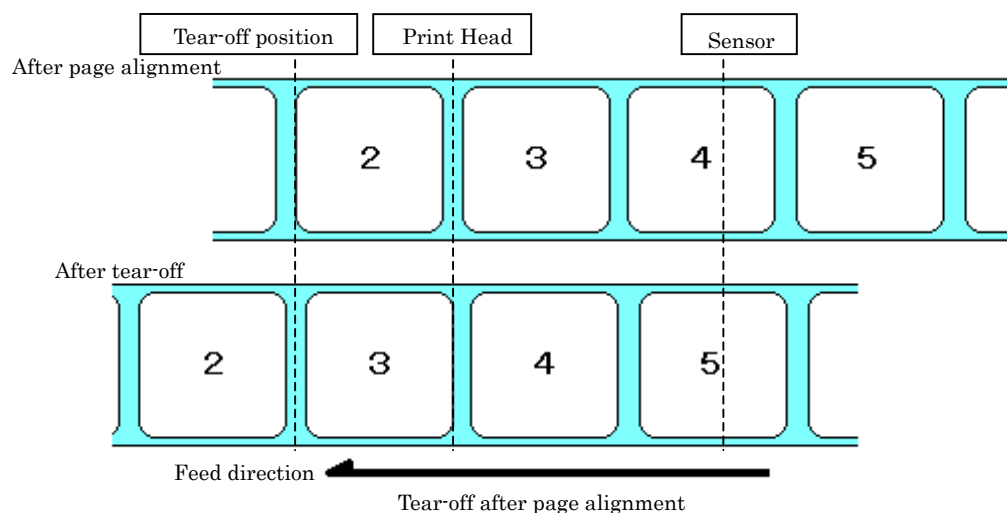 Tear-off position
Print Head
Sensor
After page alignment
2
3
4
5
After tear-off
2
3
4
5
Feed direction
Tear-off after page alignment